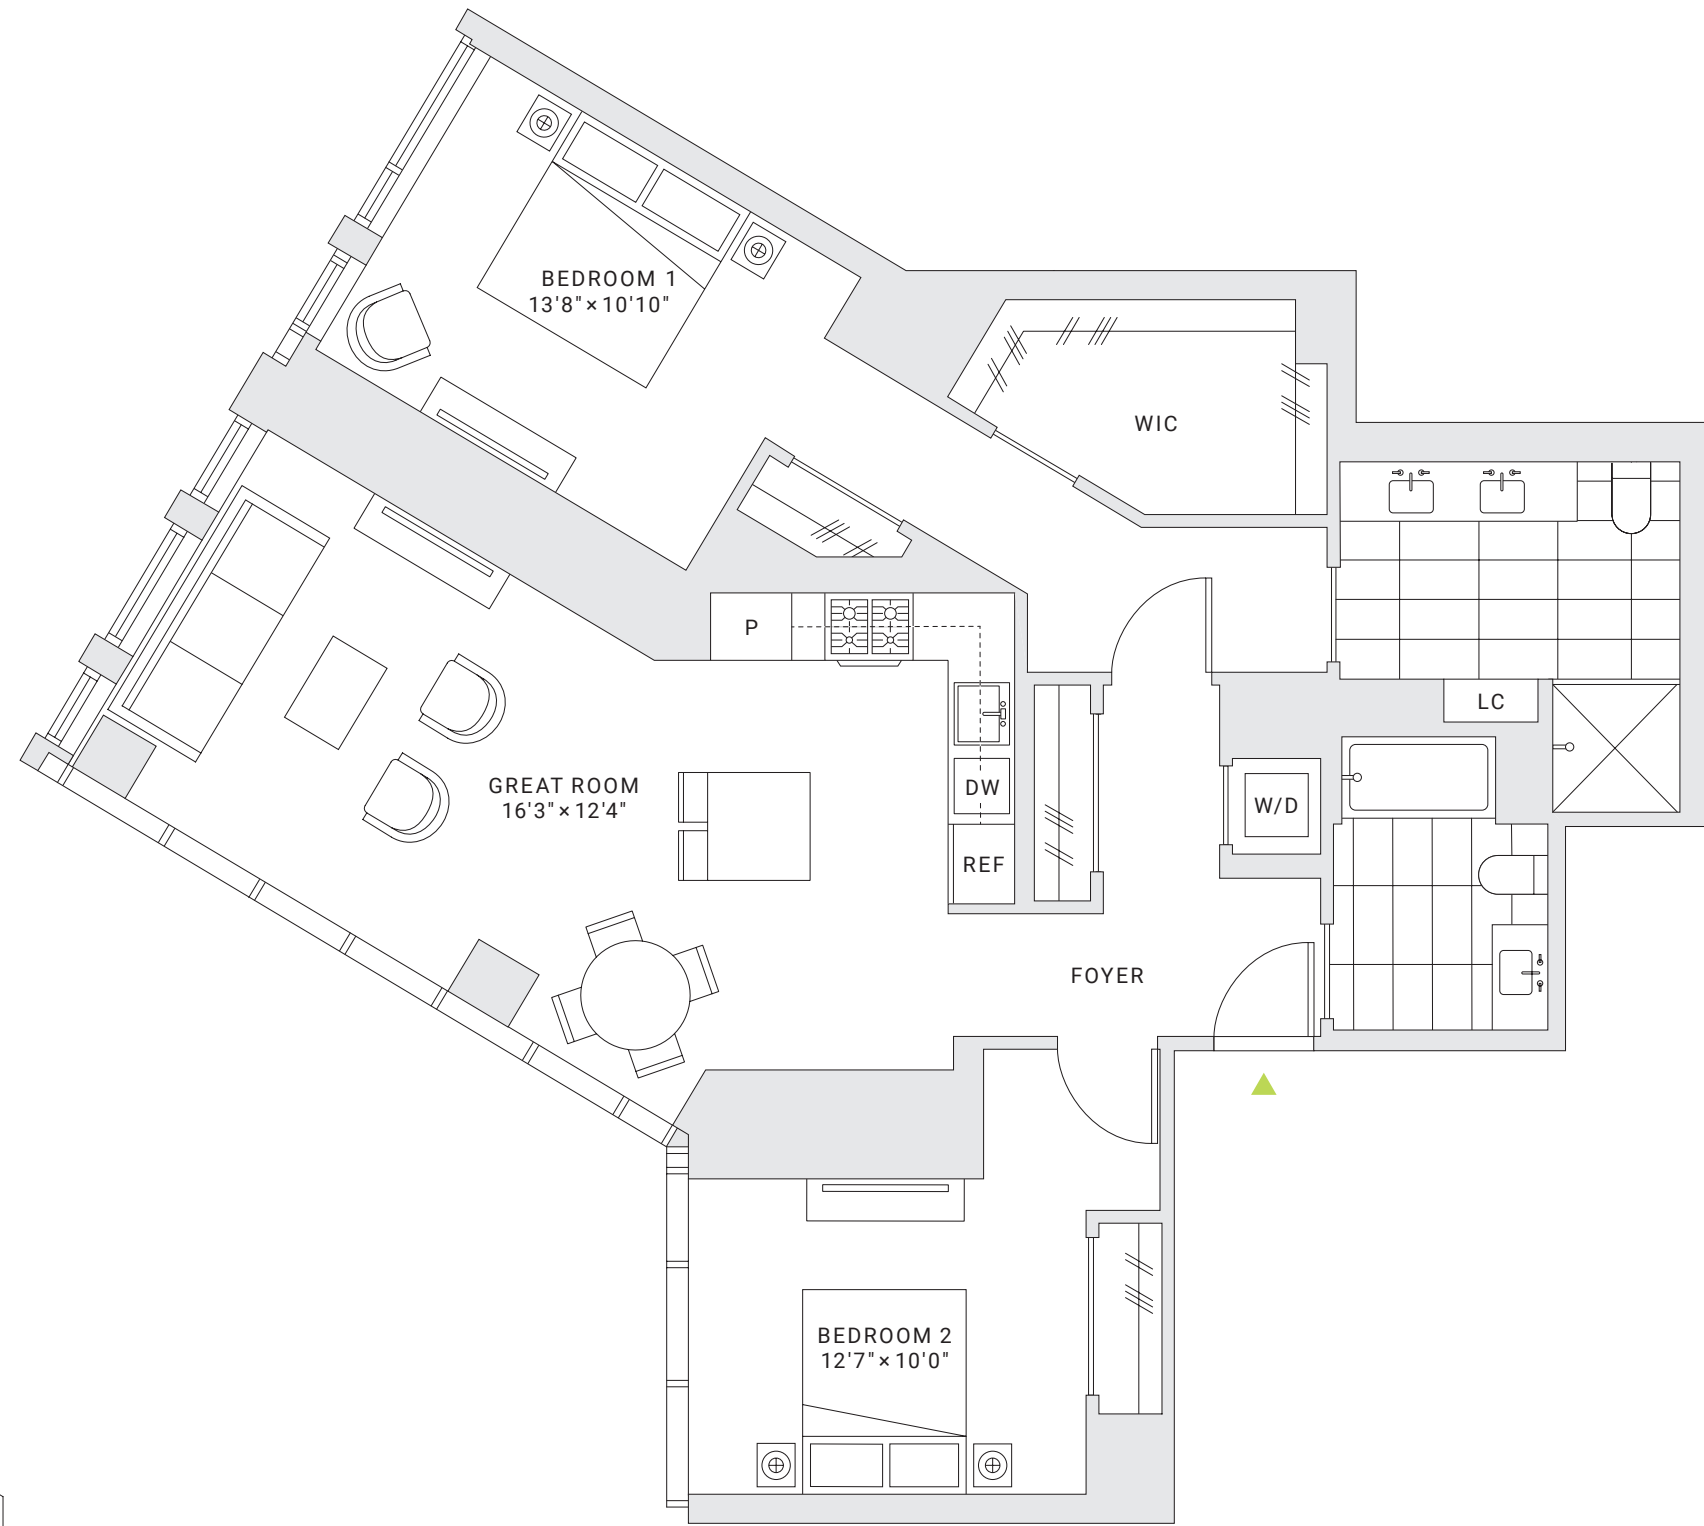 BEDROOM 1
13'8" × 10'10"
WIC
P
LC
GREAT ROOM
16'3" × 12'4"
DW
W/D
REF
FOYER
BEDROOM 2
12'7" × 10'0"